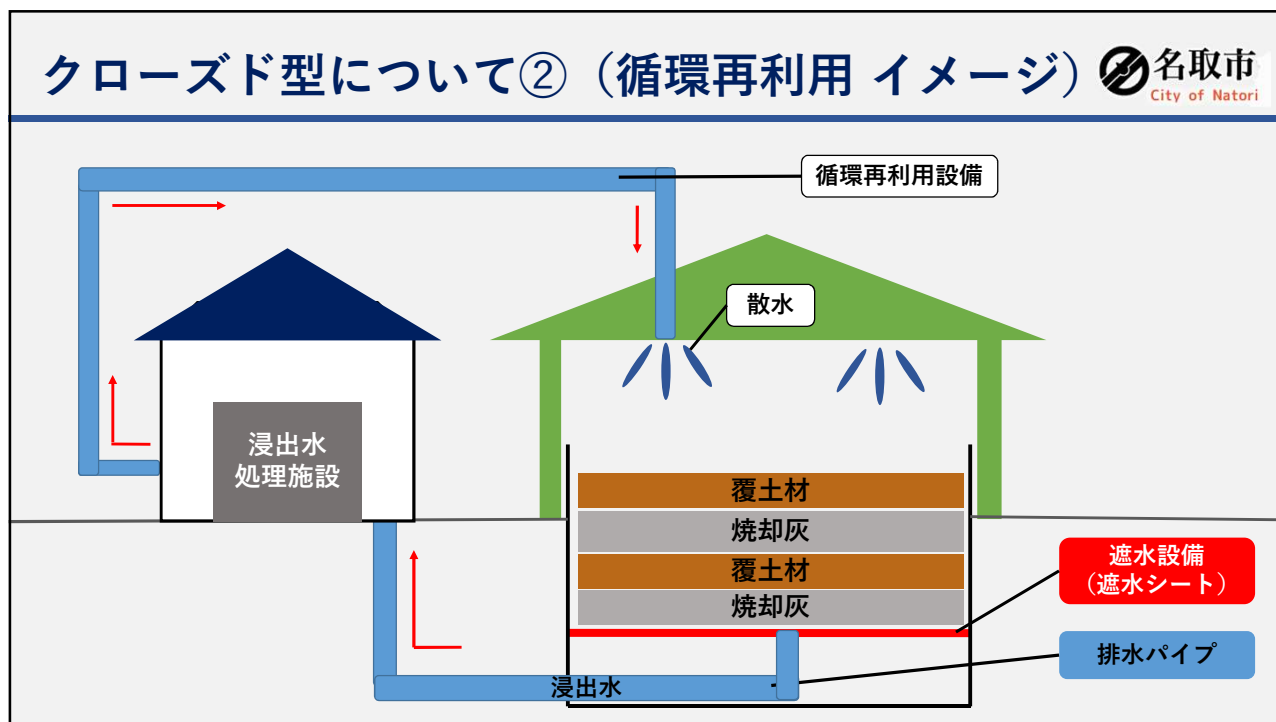 クローズド型について②（循環再利用 イメージ）
名取市
City of Natori
循環再利用設備
散水
浸出水
処理施設
覆土材
焼却灰
覆土材
焼却灰
遮水設備
（遮水シート）
排水パイプ
浸出水